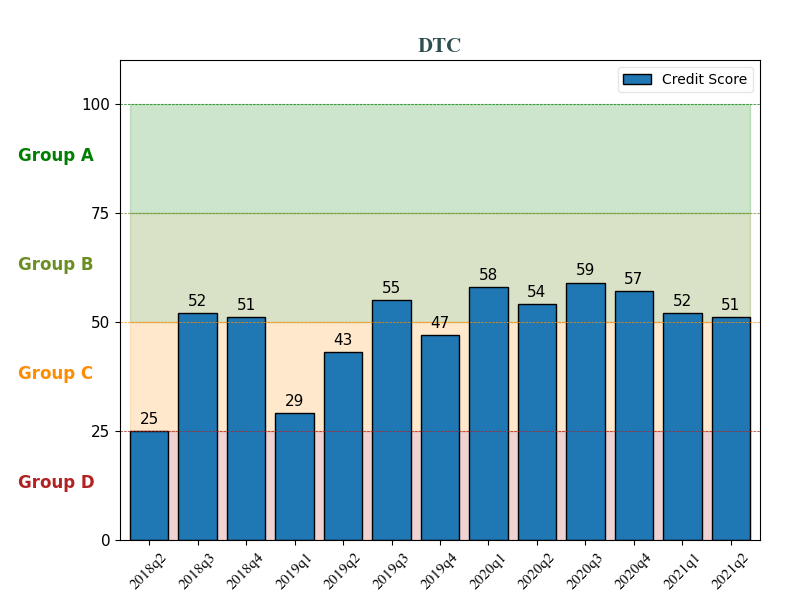 DTC
Credit Score
100
Group A
75
Group B
59
58
57
55
54
52
52
51
51
50
47
43
Group C
29
25
25
Group D
0
2018q2
2018q3
2018q4
2019q1
2019q2
2019q3
2019q4
2020q1
2020q2
2020q3
2020q4
2021q1
2021q2